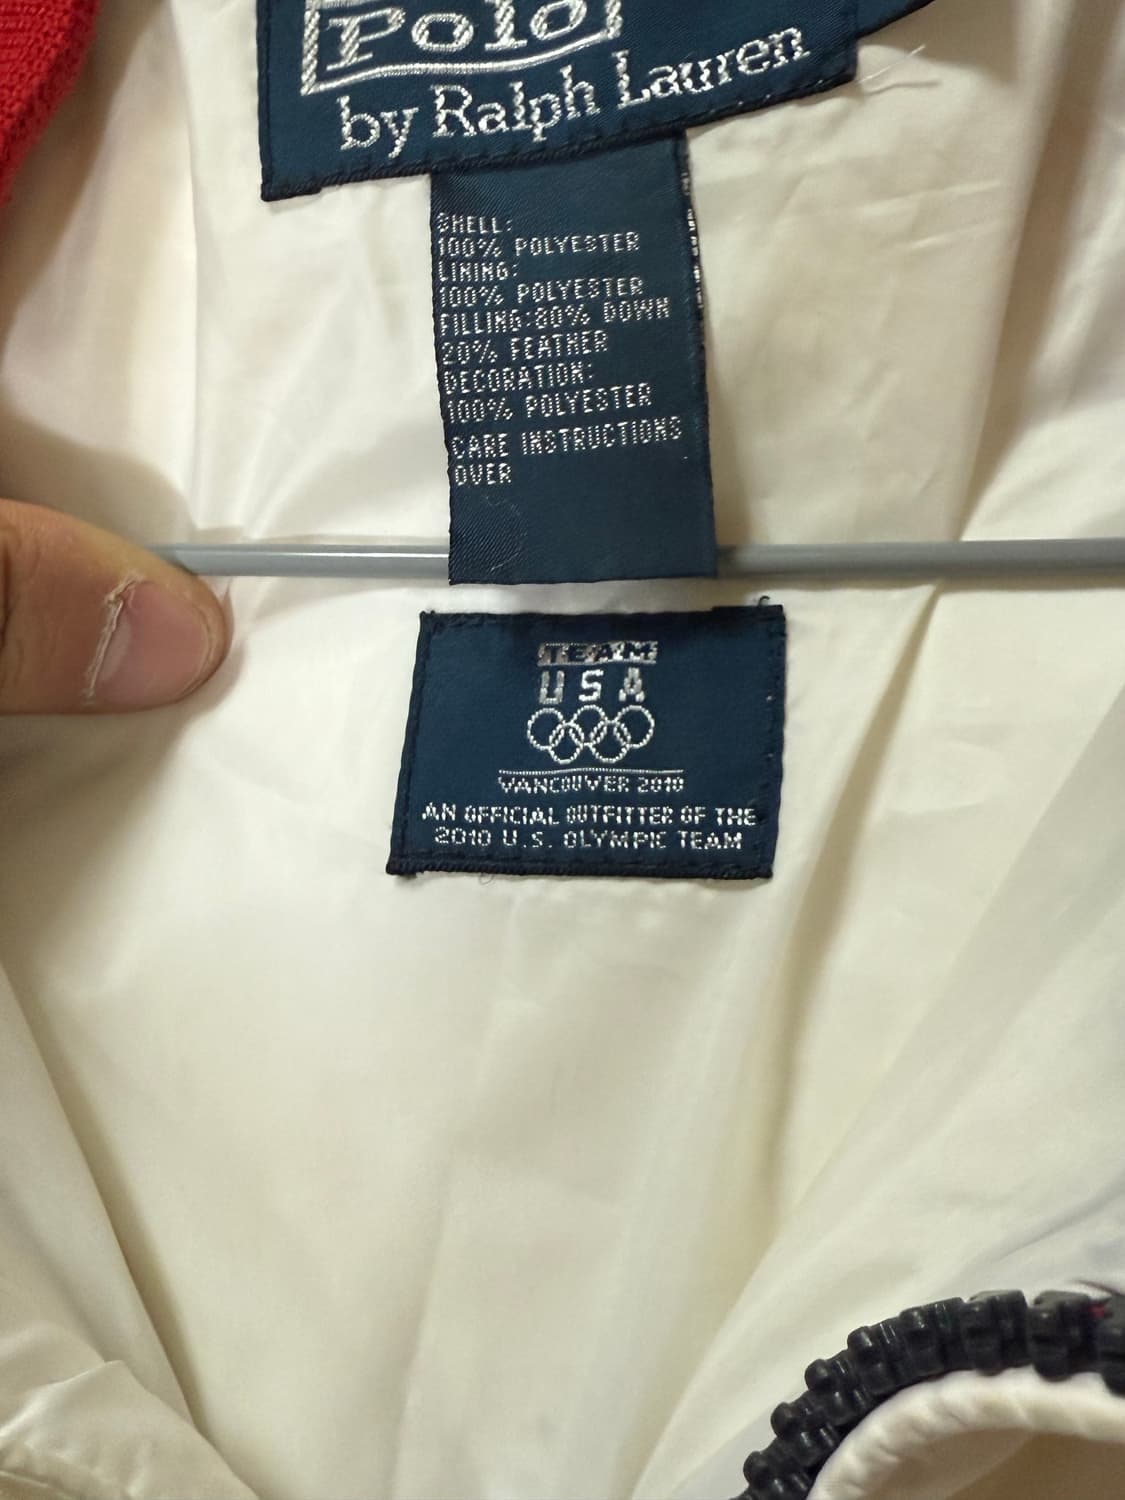 Polo
by Ralph Lauren
SHELL:
100% POLYESTER
LINING:
100% POLYESTER
FILLING:80% DOWN
20% FEATHER
DECORATION:
100% POLYESTER
CARE INSTRUCTIONS
OVER
TEAM
USA
VANCOUVER 2010
AN OFFICIAL OUTFITTER OF THE
2010 U.S. OLYMPIC TEAM